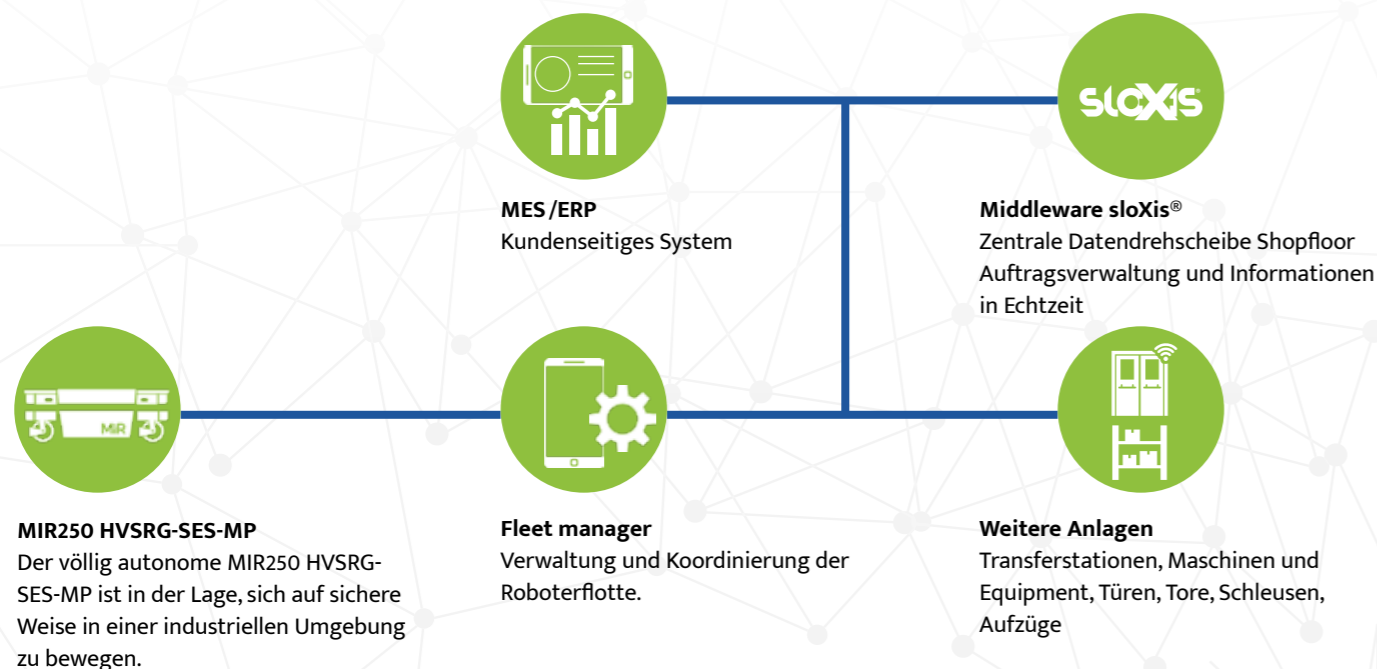 SLOXIS
MES/ERP
Kundenseitiges System
Middleware sloXis®
Zentrale Datendrehscheibe Shopfloor
Auftragsverwaltung und Informationen
in Echtzeit
MiR
MIR250 HVSRG-SES-MP
Der völlig autonome MIR250 HVSRG-
SES-MP ist in der Lage, sich auf sichere
Weise in einer industriellen Umgebung
zu bewegen.
Fleet manager
Verwaltung und Koordinierung der
Roboterflotte.
Weitere Anlagen
Transferstationen, Maschinen und
Equipment, Türen, Tore, Schleusen,
Aufzüge